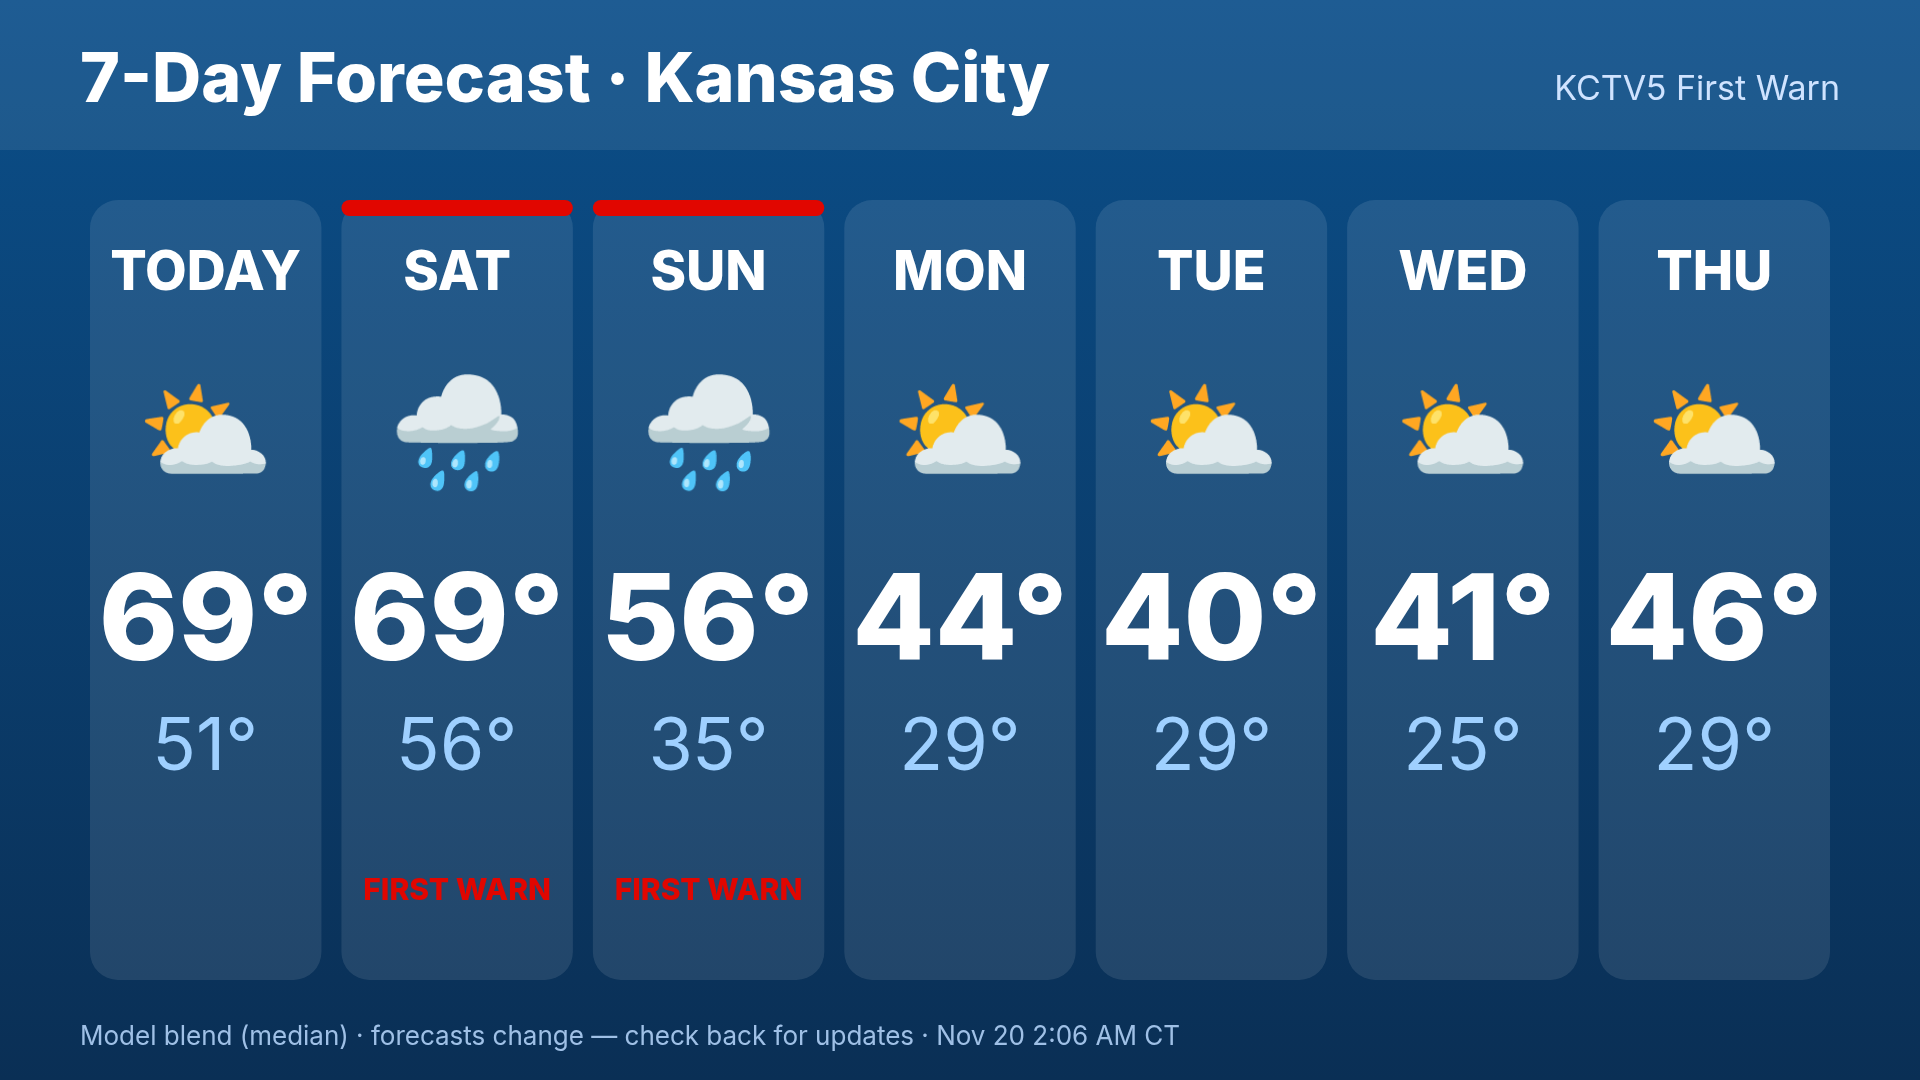 7-Day Forecast · Kansas City
KCTV5 First Warn
TODAY SAT SUN MON TUE WED THU
69° 69° 56° 44° 40° 41° 46°
51° 56° 35° 29° 29° 25° 29°
FIRST WARN FIRST WARN
Model blend (median) · forecasts change — check back for updates · Nov 20 2:06 AM CT